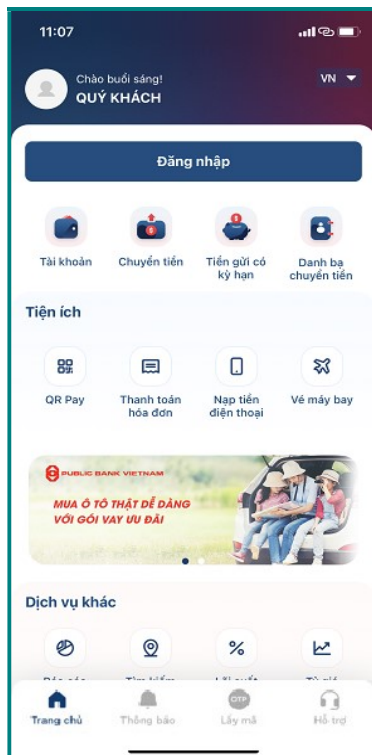 11:07
Chào buổi sáng!
QUÝ KHÁCH
VN
Đăng nhập
Tài khoản
Chuyển tiền
Tiền gửi có
kỳ hạn
Danh bạ
chuyển tiền
Tiện ích
QR Pay
Thanh toán
hóa đơn
Nạp tiền
điện thoại
Vé máy bay
PUBLIC BANK VIETNAM
MUA Ô TÔ THẬT DỄ DÀNG
VỚI GÓI VAY ƯU ĐÃI
Dịch vụ khác
%
OTP
Trang chủ
Thông báo
Lấy mã
Hỗ trợ